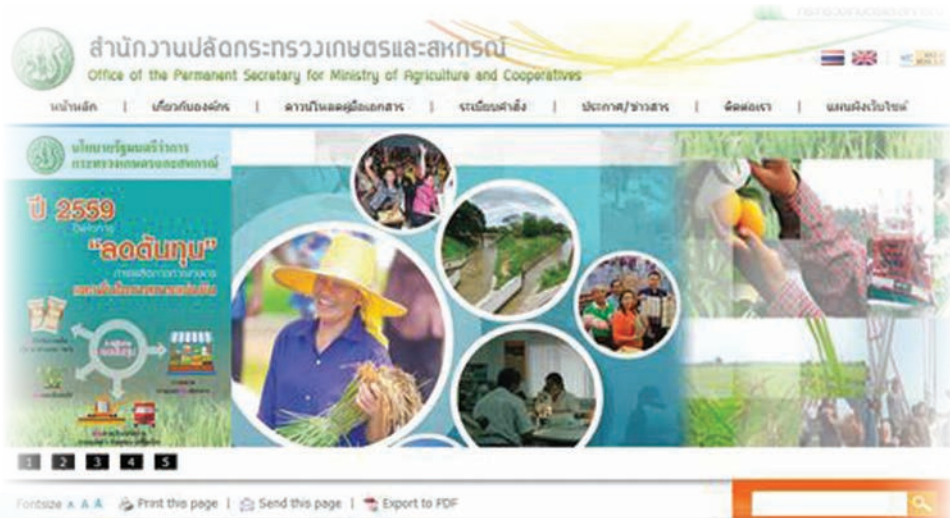 สำนักงานปลัดกระทรวงเกษตรและสหกรณ์
Office of the Permanent Secretary for Ministry of Agriculture and Cooperatives
หน้าหลัก | เกี่ยวกับองค์กร | ดาวน์โหลดคู่มือเอกสาร | ระเบียบคำสั่ง | ประกาศ/ข่าวสาร | ติดต่อเรา | แผนผังเว็บไซต์
นโยบายรัฐมนตรีว่าการ
กระทรวงเกษตรและสหกรณ์
ปี 2559
"ลดต้นทุน"
1 2 3 4 5
Fontsize A A A Print this page | Send this page | Export to PDF